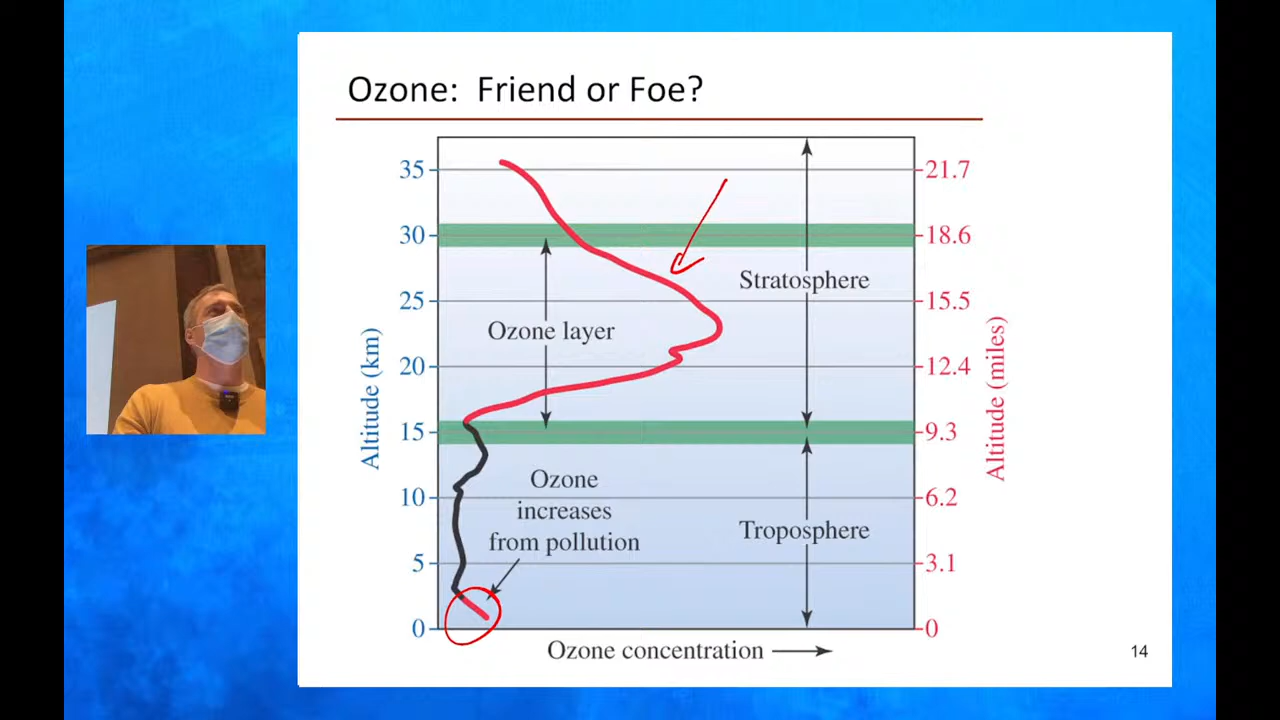 Ozone: Friend or Foe?
35
30
25
20
15
10
5
0
Altitude (km)
21.7
18.6
15.5
12.4
9.3
6.2
3.1
0
Altitude (miles)
Stratosphere
Ozone layer
Ozone
increases
from pollution
Troposphere
Ozone concentration
14